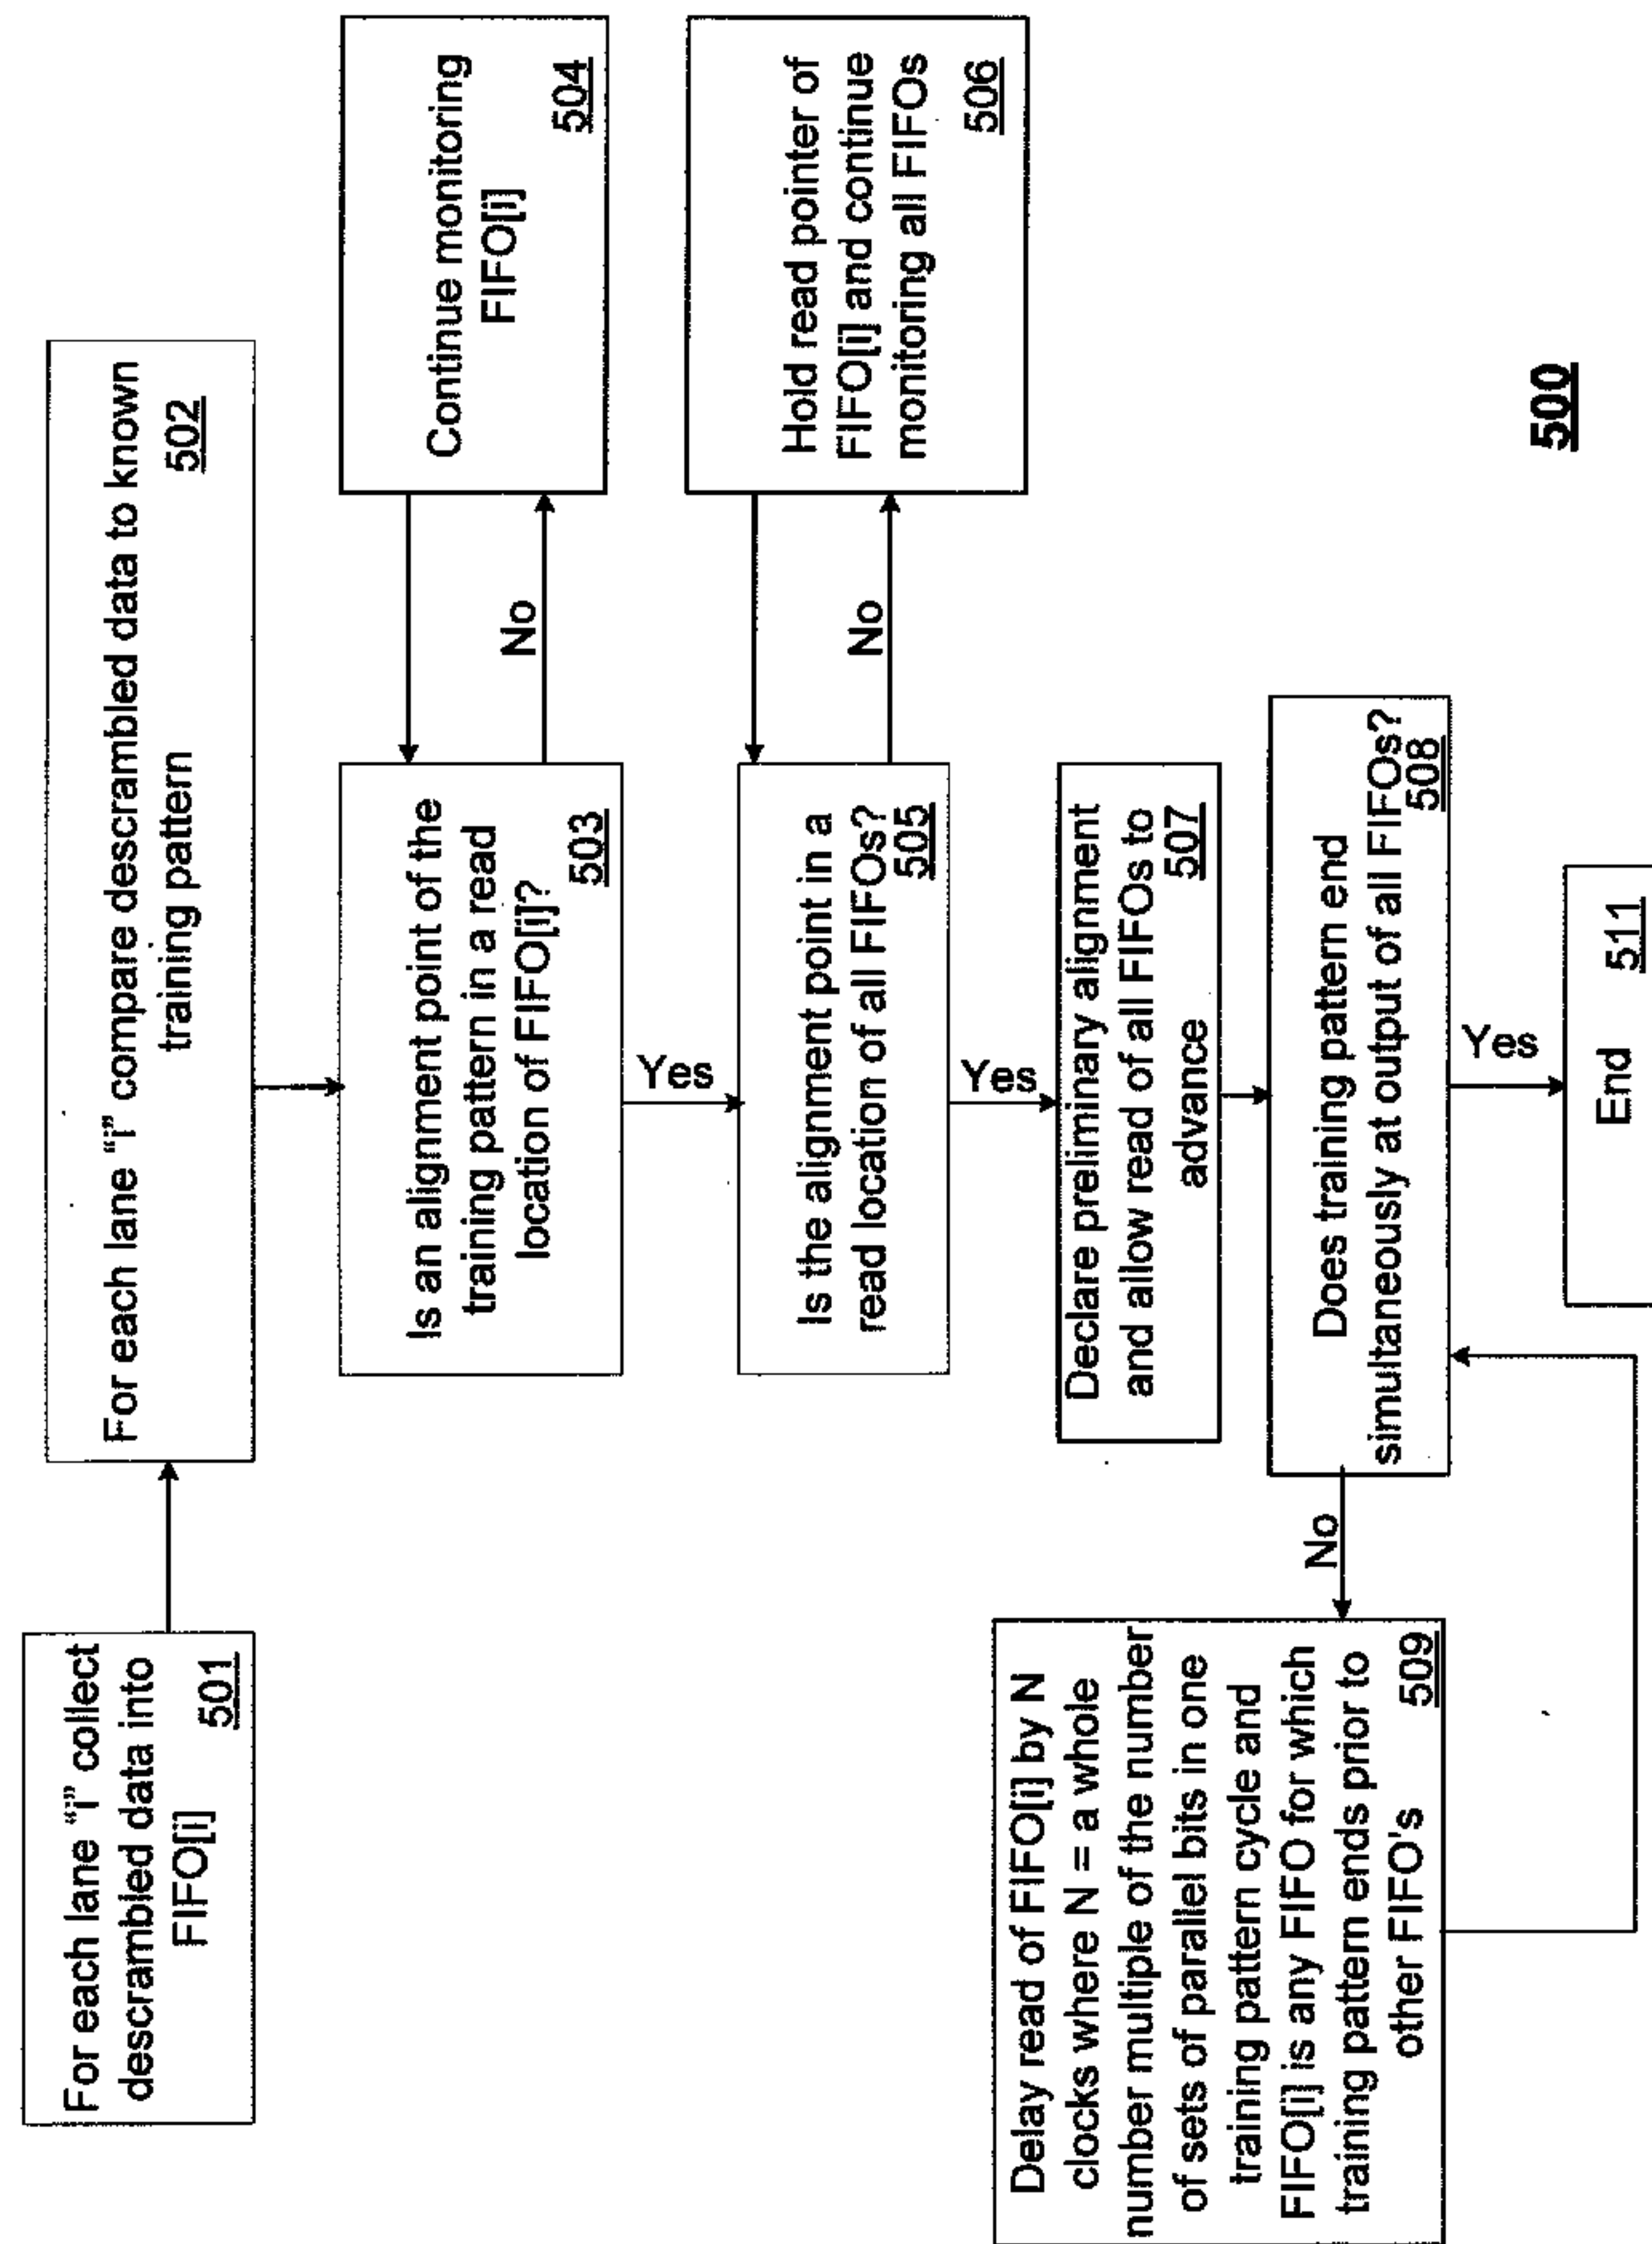 For each lane “i” collect
descrambled data into
FIFO[i]
501
For each lane “i” compare descrambled data to known
training pattern
502
Is an alignment point of the
training pattern in a read
location of FIFO[i]?
503
No
Continue monitoring
FIFO[i]
504
Yes
Is the alignment point in a
read location of all FIFOs?
505
No
Hold read pointer of
FIFO[i] and continue
monitoring all FIFOs
506
Yes
Declare preliminary alignment
and allow read of all FIFOs to
advance
507
Does training pattern end
simultaneously at output of all FIFOs?
508
No
Delay read of FIFO[i] by N
clocks where N = a whole
number multiple of the number
of sets of parallel bits in one
training pattern cycle and
FIFO[i] is any FIFO for which
training pattern ends prior to
other FIFO's
509
Yes
End 511
500